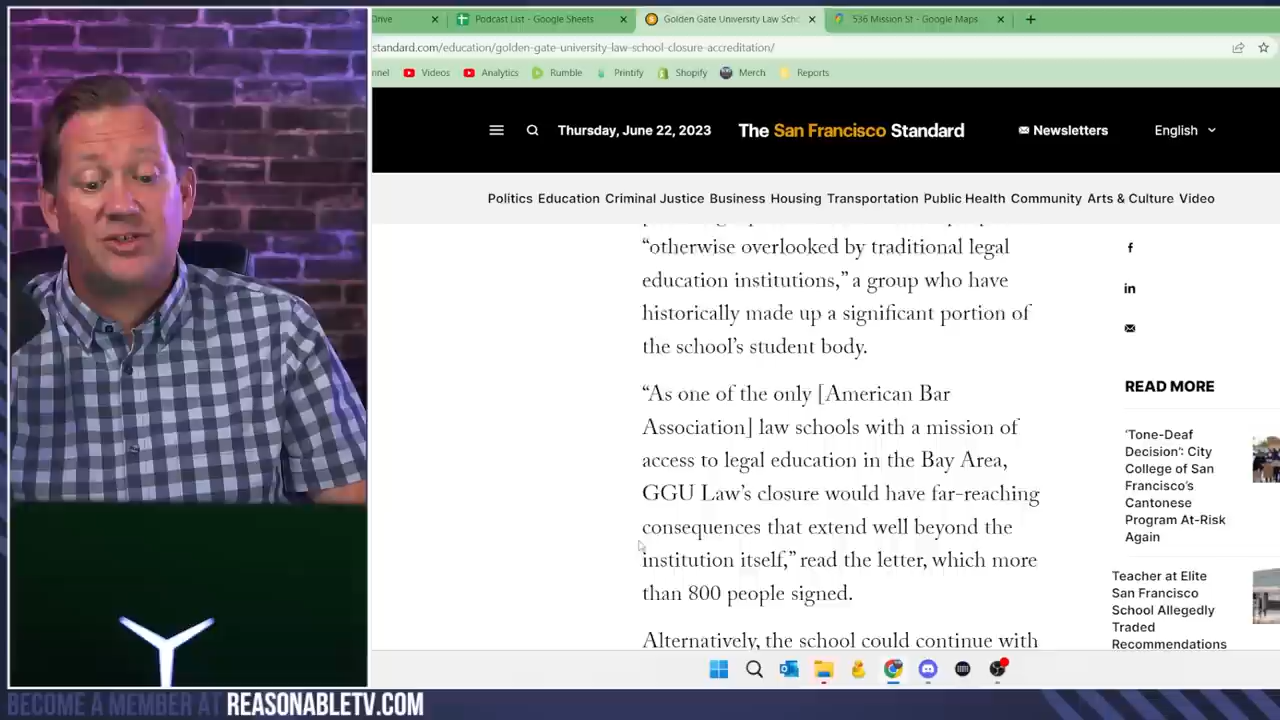 Drive
Podcast List - Google Sheets
Golden Gate University Law Scho
536 Mission St - Google Maps
standard.com/education/golden-gate-university-law-school-closure-accreditation/
nnel
Videos
Analytics
Rumble
Printify
Shopify
Merch
Reports
Thursday, June 22, 2023
The San Francisco Standard
Newsletters
English
Politics Education Criminal Justice Business Housing Transportation Public Health Community Arts & Culture Video
“otherwise overlooked by traditional legal
education institutions,” a group who have
historically made up a significant portion of
the school’s student body.
“As one of the only [American Bar
Association] law schools with a mission of
access to legal education in the Bay Area,
GGU Law’s closure would have far-reaching
consequences that extend well beyond the
institution itself,” read the letter, which more
than 800 people signed.
Alternatively, the school could continue with
READ MORE
‘Tone-Deaf
Decision’: City
College of San
Francisco’s
Cantonese
Program At-Risk
Again
Teacher at Elite
San Francisco
School Allegedly
Traded
Recommendations
BECOME A MEMBER AT REASONABLETV.COM